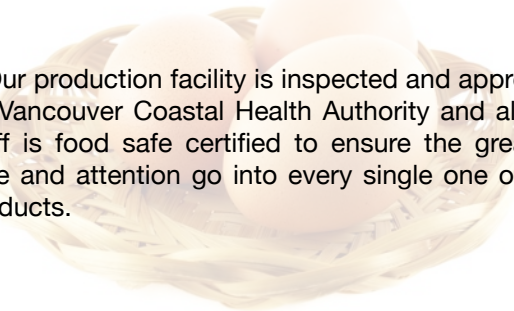 ur production facility is inspected and appr
Vancouver Coastal Health Authority and al
ff is food safe certified to ensure the gre
e and attention go into every single one o
ducts.